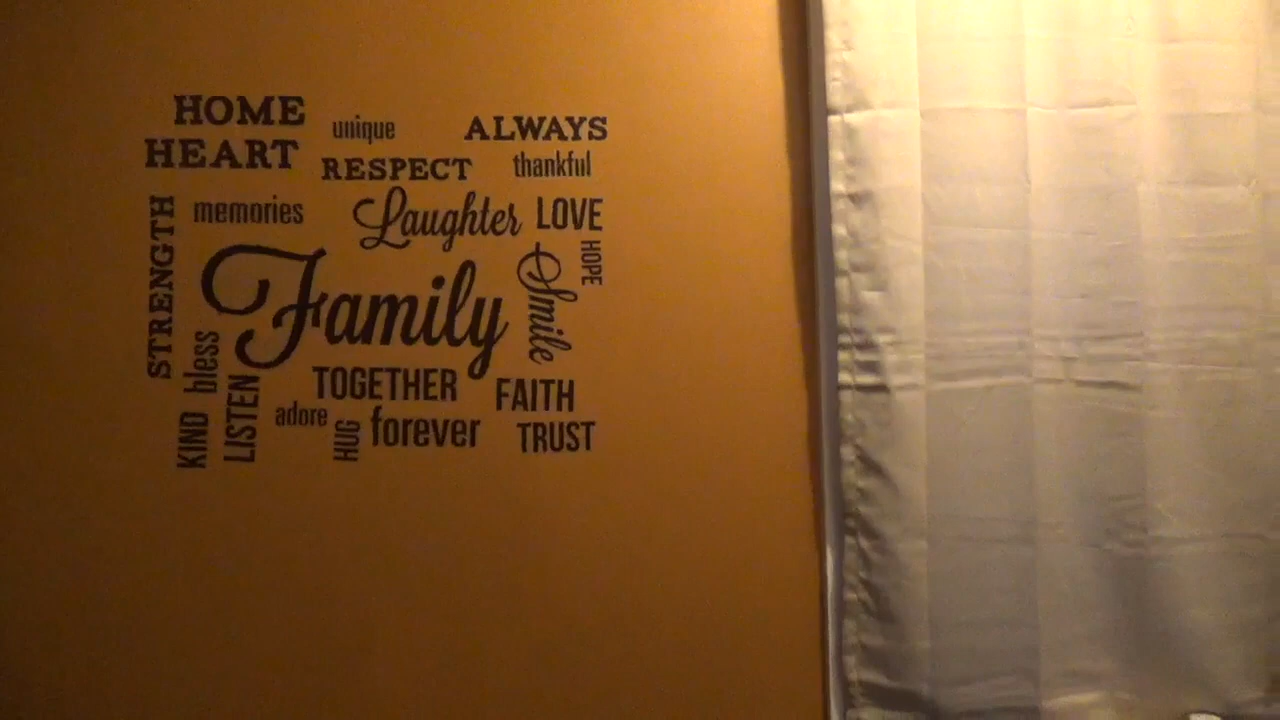 HOME
unique
ALWAYS
HEART
RESPECT
thankful
STRENGTH
memories
Laughter
LOVE
HOPE
Family
Smile
bless
TOGETHER
FAITH
KIND
LISTEN
adore
HUG
forever
TRUST